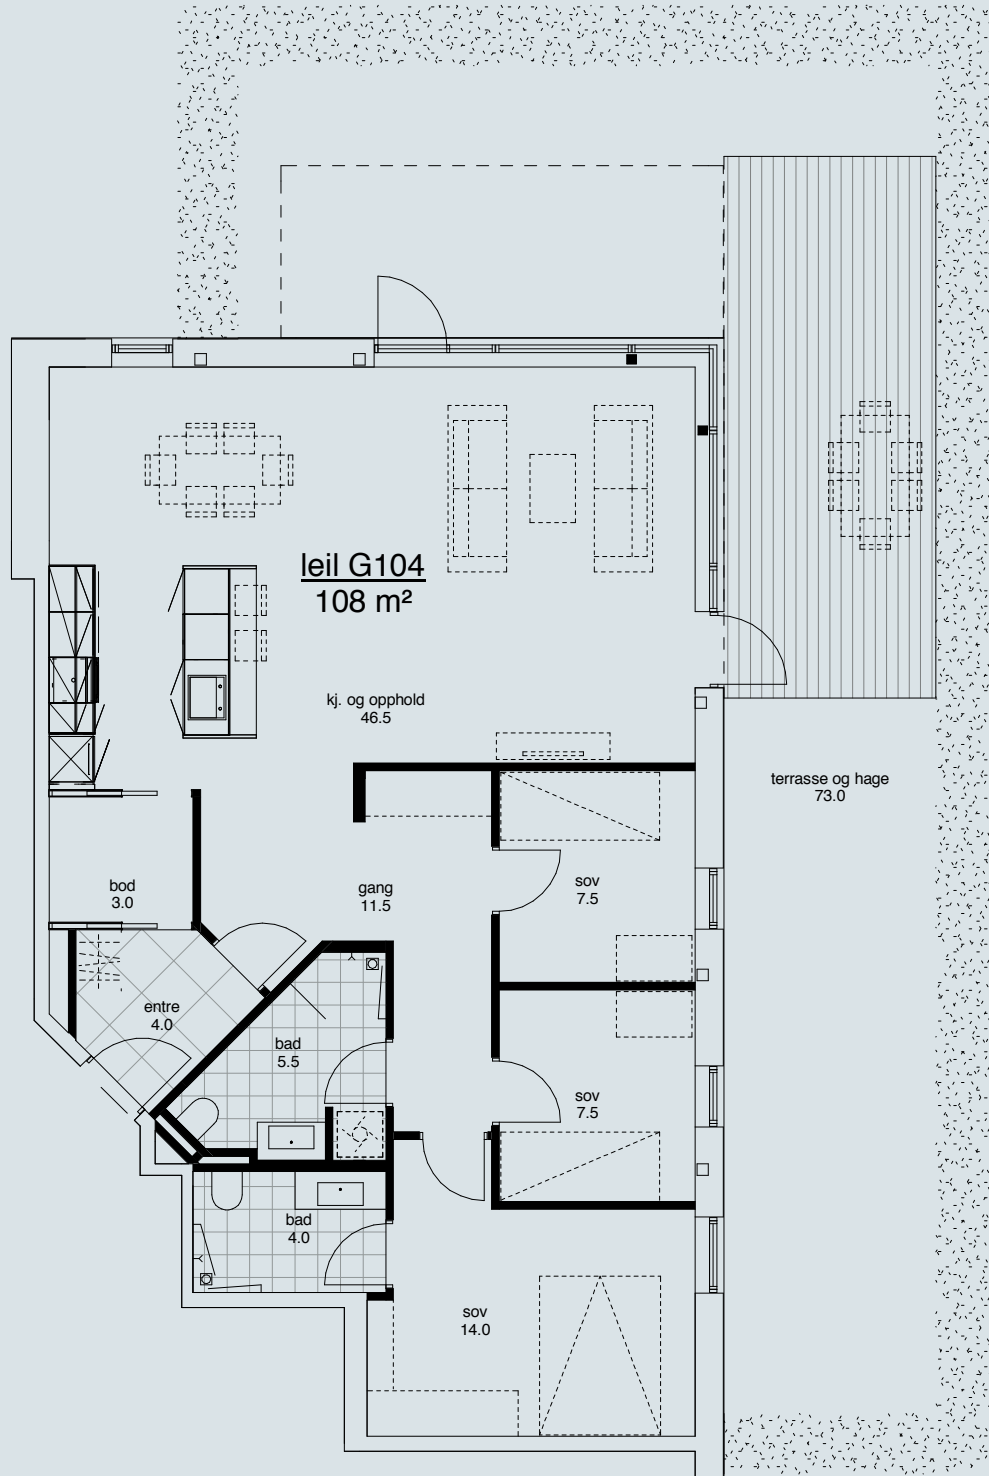 leil G104
108 m²
kj. og opphold
46.5
terrasse og hage
73.0
bod
3.0
gang
11.5
sov
7.5
entre
4.0
bad
5.5
sov
7.5
bad
4.0
sov
14.0